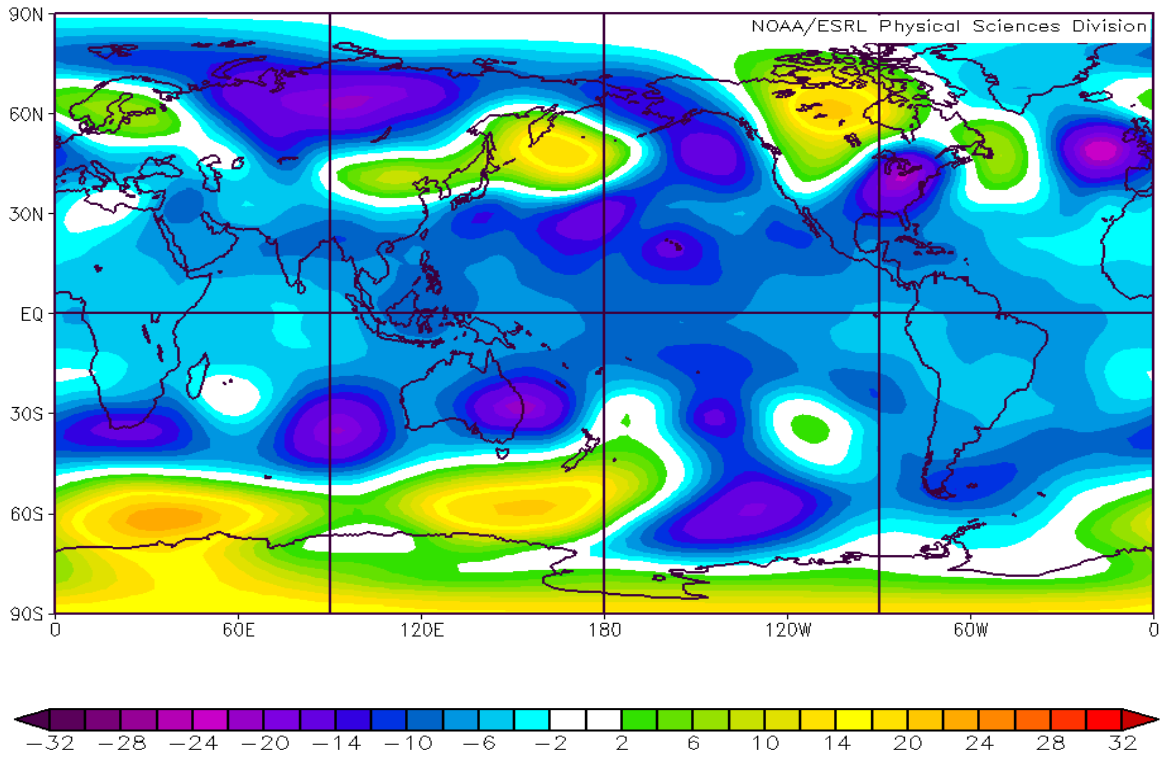 90N
NOAA/ESRL Physical Sciences Division
60N
30N
EQ
30S
60S
90S
0 60E 120E 180 120W 60W 0
−32 −28 −24 −20 −14 −10 −6 −2 2 6 10 14 20 24 28 32